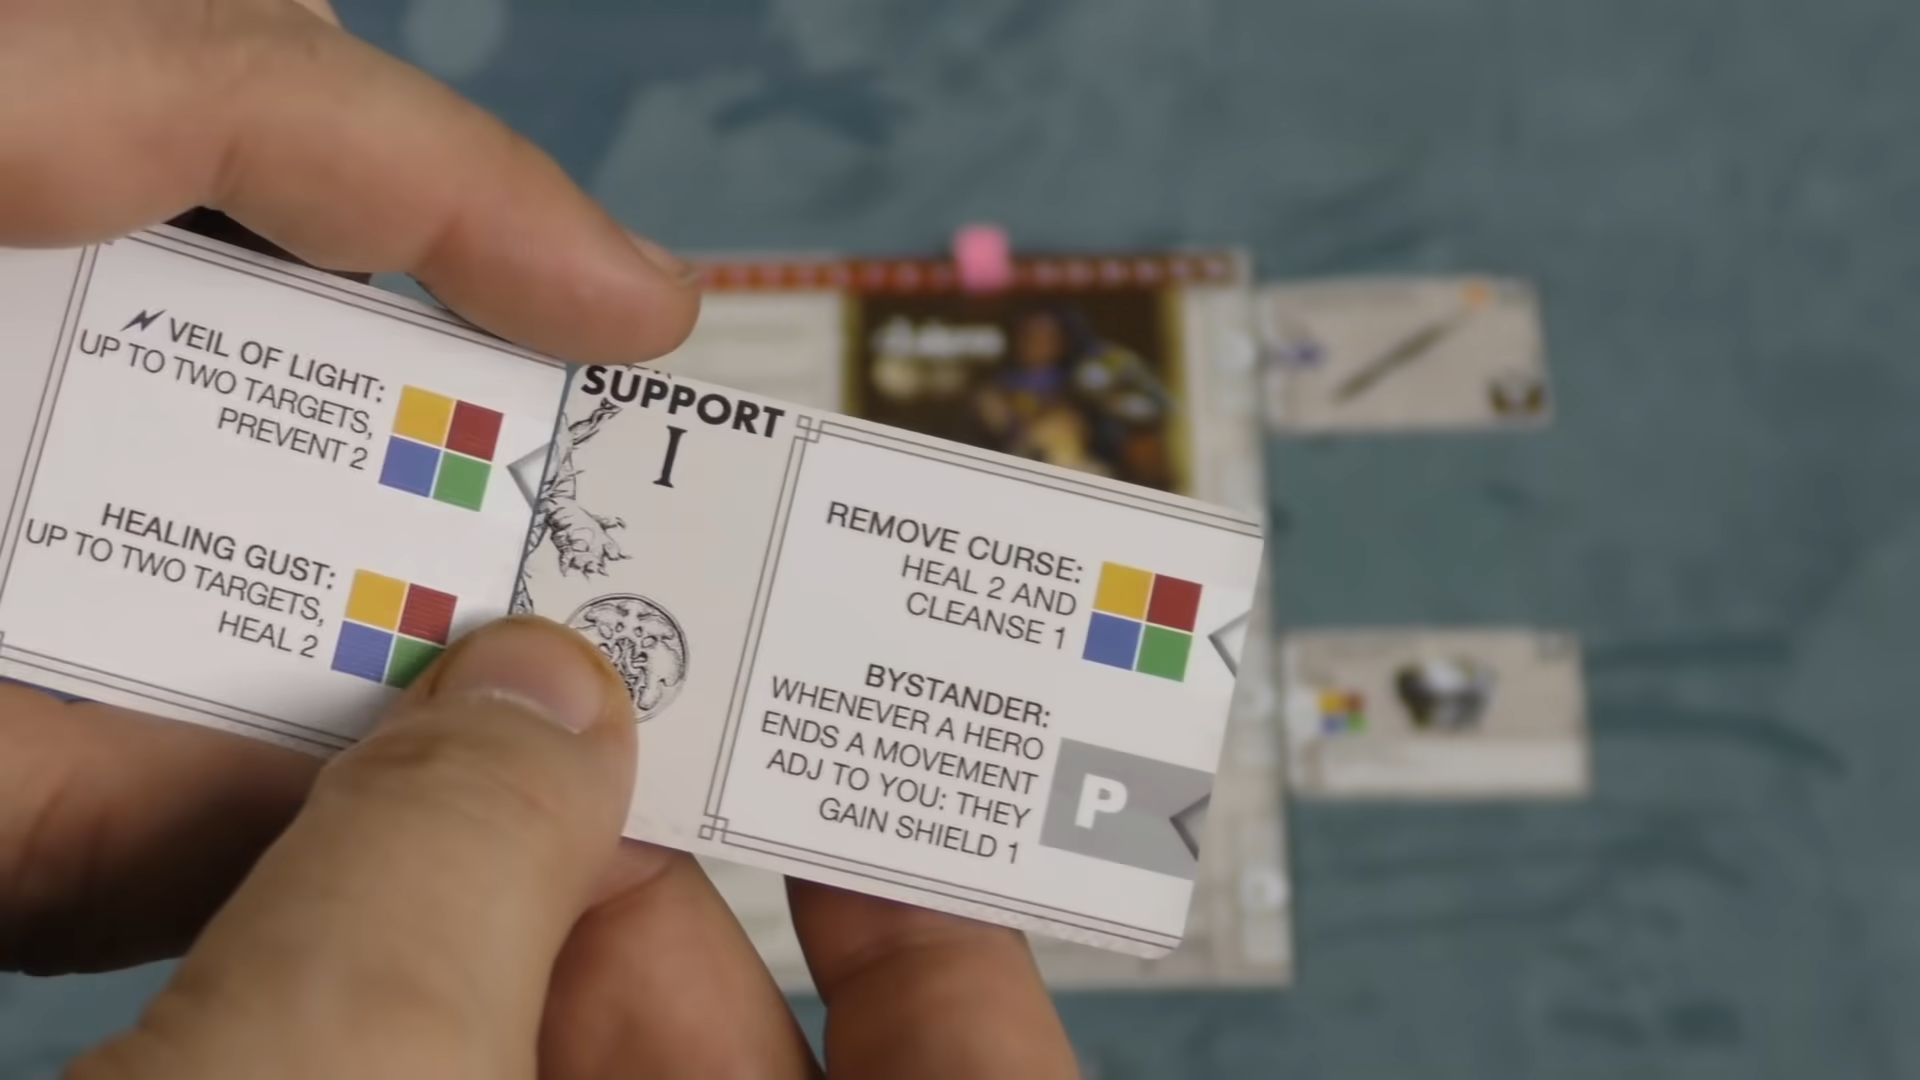 VEIL OF LIGHT:
UP TO TWO TARGETS,
PREVENT 2
HEALING GUST:
UP TO TWO TARGETS,
HEAL 2
SUPPORT
I
REMOVE CURSE:
HEAL 2 AND
CLEANSE 1
BYSTANDER:
WHENEVER A HERO
ENDS A MOVEMENT
ADJ TO YOU: THEY
GAIN SHIELD 1
P